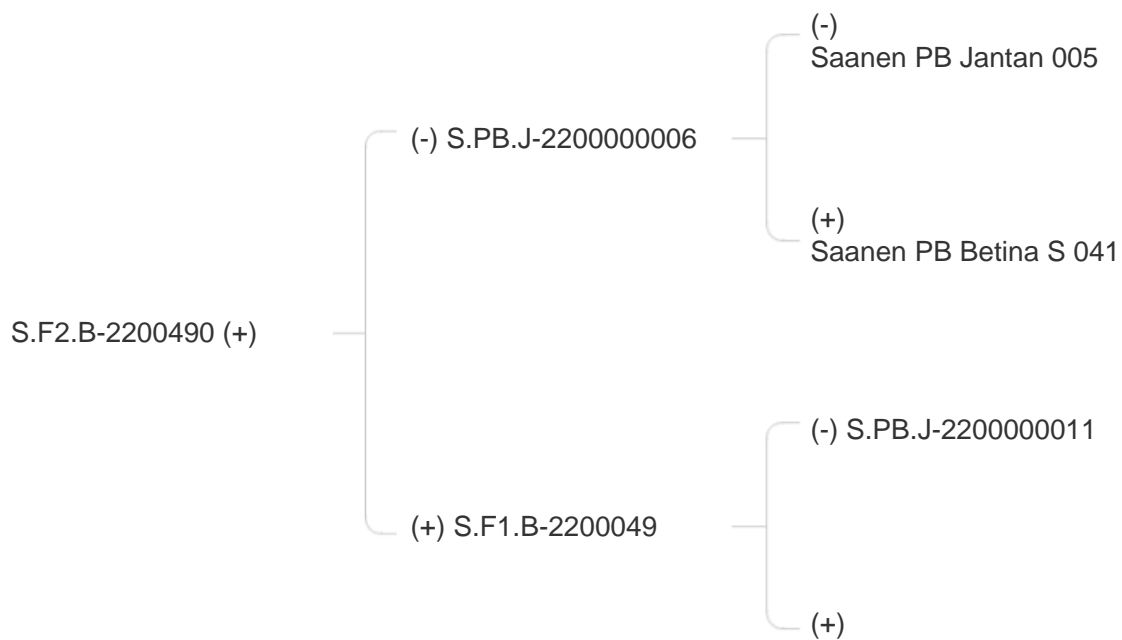 (-)
Saanen PB Jantan 005
(-) S.PB.J-2200000006
(+)
Saanen PB Betina S 041
S.F2.B-2200490 (+)
(-) S.PB.J-2200000011
(+) S.F1.B-2200049
(+)